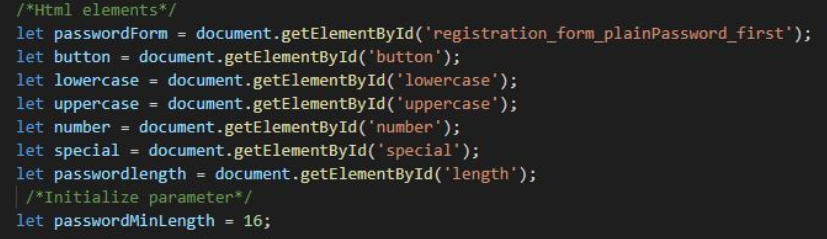 /*Html elements*/
let passwordForm = document.getElementById('registration_form_plainPassword_first');
let button = document.getElementById('button');
let lowercase = document.getElementById('lowercase');
let uppercase = document.getElementById('uppercase');
let number = document.getElementById('number');
let special = document.getElementById('special');
let passwordlength = document.getElementById('length');
/*Initialize parameter*/
let passwordMinLength = 16;